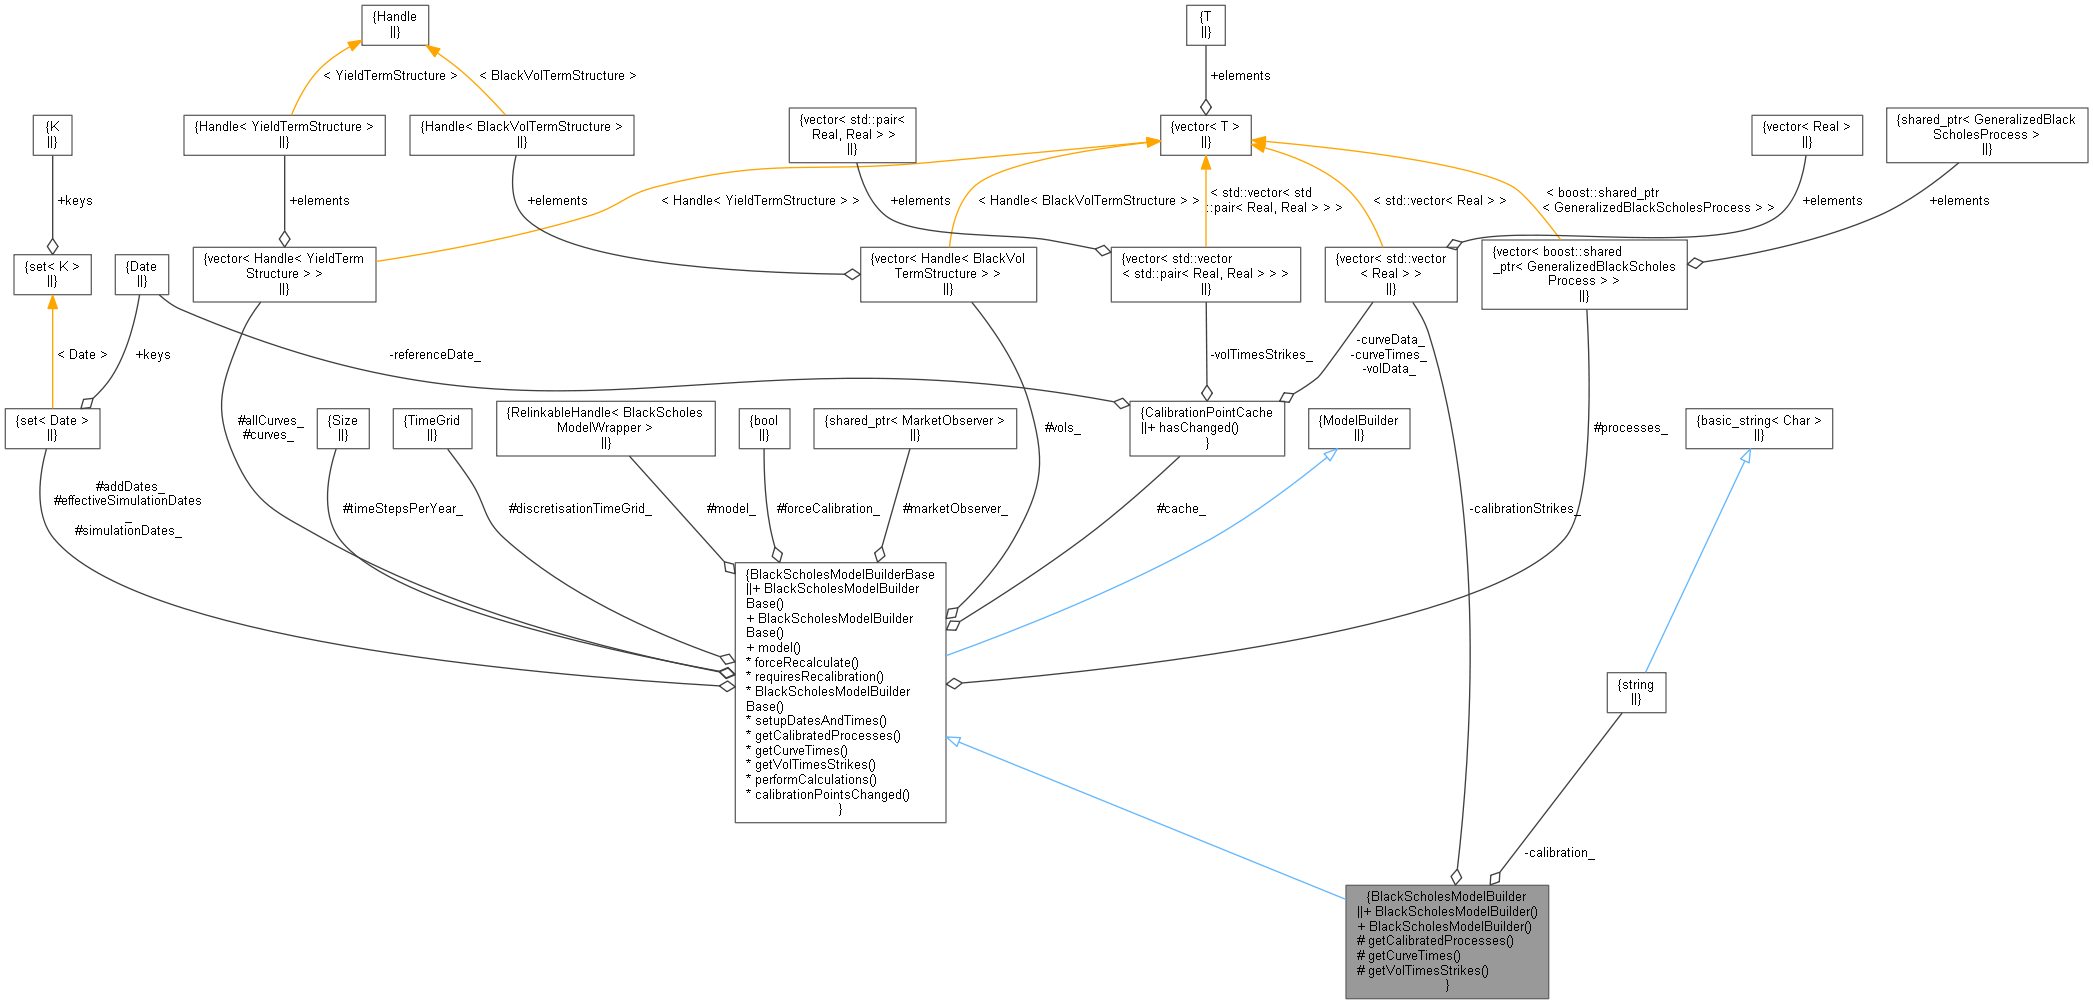 {Handle
||}
{T
||}
< YieldTermStructure >
< BlackVolTermStructure >
+elements
{K
||}
{Handle< YieldTermStructure >
||}
{Handle< BlackVolTermStructure >
||}
{vector< std::pair<
Real, Real > >
||}
{vector< T >
||}
{vector< Real >
||}
{shared_ptr< GeneralizedBlack
ScholesProcess >
||}
+keys
+elements
+elements
< Handle< YieldTermStructure > >
+elements
< Handle< BlackVolTermStructure > >
< std::vector< std
::pair< Real, Real > > >
< std::vector< Real > >
< boost::shared_ptr
< GeneralizedBlackScholesProcess > >
+elements
+elements
{set< K >
||}
{Date
||}
{vector< Handle< YieldTerm
Structure > >
||}
{vector< Handle< BlackVol
TermStructure > >
||}
{vector< std::vector
< std::pair< Real, Real > > >
||}
{vector< std::vector
< Real > >
||}
{vector< boost::shared
_ptr< GeneralizedBlackScholes
Process > >
||}
< Date >
+keys
-referenceDate_
-volTimesStrikes_
-curveData_
-curveTimes_
-volData_
{set< Date >
||}
#allCurves_
#curves_
{Size
||}
{TimeGrid
||}
{RelinkableHandle< BlackScholes
ModelWrapper >
||}
{bool
||}
{shared_ptr< MarketObserver >
||}
#vols_
{CalibrationPointCache
||+ hasChanged()
}
{ModelBuilder
||}
#processes_
{basic_string< Char >
||}
#addDates_
#effectiveSimulationDates
_
#simulationDates_
#timeStepsPerYear_
#discretisationTimeGrid_
#model_
#forceCalibration_
#marketObserver_
#cache_
-calibrationStrikes_
{BlackScholesModelBuilderBase
||+ BlackScholesModelBuilder
Base()
+ BlackScholesModelBuilder
Base()
+ model()
* forceRecalculate()
* requiresRecalibration()
* BlackScholesModelBuilder
Base()
* setupDatesAndTimes()
* getCalibratedProcesses()
* getCurveTimes()
* getVolTimesStrikes()
* performCalculations()
* calibrationPointsChanged()
}
{string
||}
-calibration_
{BlackScholesModelBuilder
||+ BlackScholesModelBuilder()
+ BlackScholesModelBuilder()
# getCalibratedProcesses()
# getCurveTimes()
# getVolTimesStrikes()
}